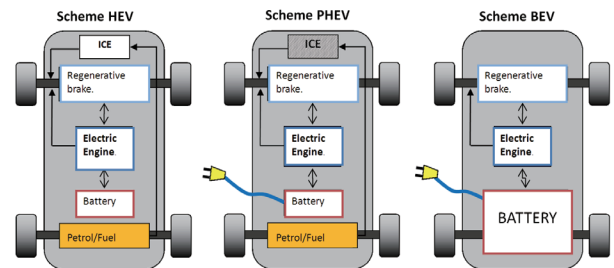 Scheme HEV
ICE
Regenerative
brake.
Electric
Engine.
Battery
Petrol/Fuel
Scheme PHEV
ICE
Regenerative
brake.
Electric
Engine
Battery
Petrol/Fuel
Scheme BEV
Regenerative
brake.
Electric
Engine
BATTERY